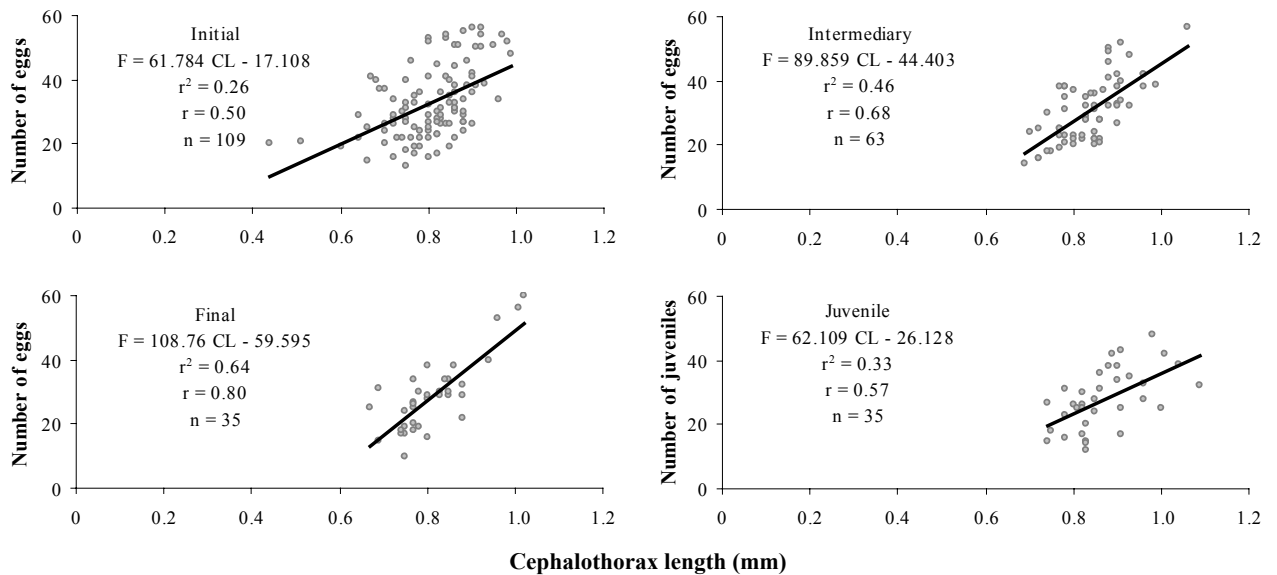 Number of eggs
60
40
20
0
Initial
F = 61.784 CL - 17.108
r² = 0.26
r = 0.50
n = 109
0 0.2 0.4 0.6 0.8 1.0 1.2
Number of eggs
60
40
20
0
Intermediary
F = 89.859 CL - 44.403
r² = 0.46
r = 0.68
n = 63
0 0.2 0.4 0.6 0.8 1.0 1.2
Number of eggs
60
40
20
0
Final
F = 108.76 CL - 59.595
r² = 0.64
r = 0.80
n = 35
0 0.2 0.4 0.6 0.8 1.0 1.2
Number of juveniles
60
40
20
0
Juvenile
F = 62.109 CL - 26.128
r² = 0.33
r = 0.57
n = 35
0 0.2 0.4 0.6 0.8 1.0 1.2
Cephalothorax length (mm)